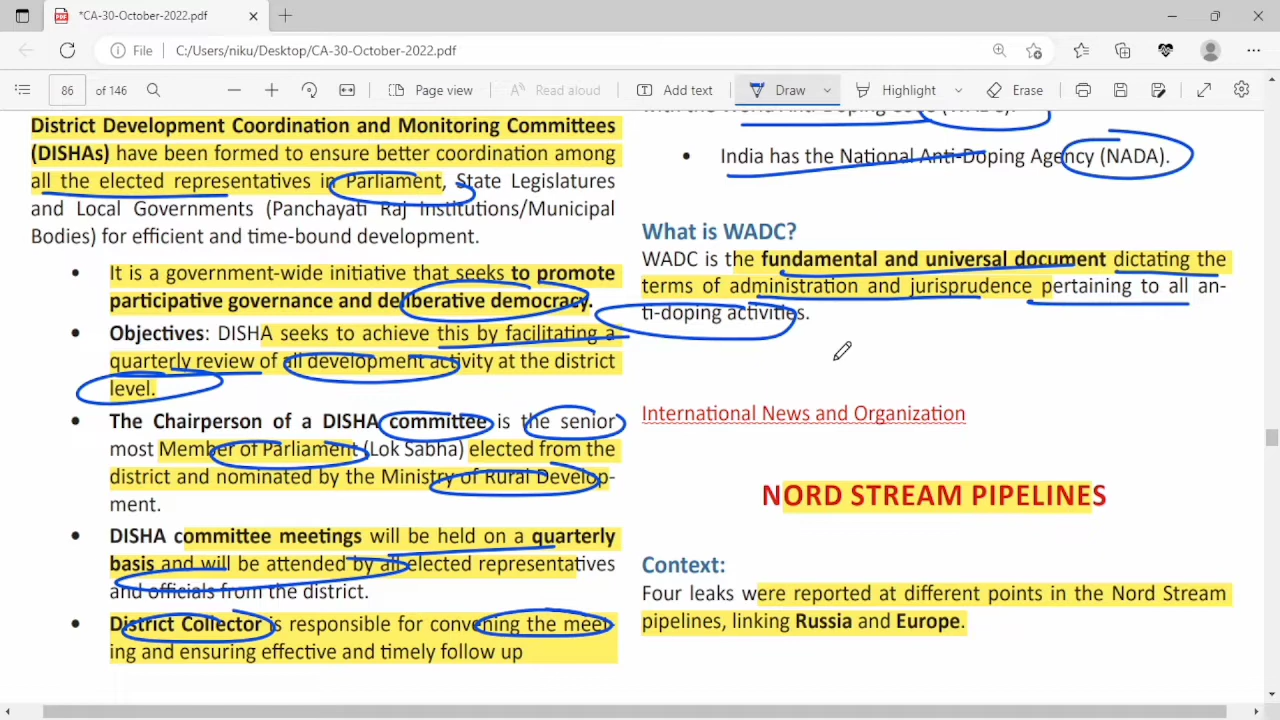 *CA-30-October-2022.pdf
File
C:/Users/niku/Desktop/CA-30-October-2022.pdf
86 of 146
Page view
Read aloud
Add text
Draw
Highlight
Erase
District Development Coordination and Monitoring Committees
(DISHAs) have been formed to ensure better coordination among
all the elected representatives in Parliament, State Legislatures
and Local Governments (Panchayati Raj Institutions/Municipal
Bodies) for efficient and time-bound development.
• It is a government-wide initiative that seeks to promote
participative governance and deliberative democracy.
• Objectives: DISHA seeks to achieve this by facilitating a
quarterly review of all development activity at the district
level.
• The Chairperson of a DISHA committee is the senior
most Member of Parliament (Lok Sabha) elected from the
district and nominated by the Ministry of Rural Develop-
ment.
• DISHA committee meetings will be held on a quarterly
basis and will be attended by all elected representatives
and officials from the district.
• District Collector is responsible for convening the meet-
ing and ensuring effective and timely follow up
with the World Anti-Doping Code (WADC).
• India has the National Anti-Doping Agency (NADA).
What is WADC?
WADC is the fundamental and universal document dictating the
terms of administration and jurisprudence pertaining to all an-
ti-doping activities.
International News and Organization
NORD STREAM PIPELINES
Context:
Four leaks were reported at different points in the Nord Stream
pipelines, linking Russia and Europe.